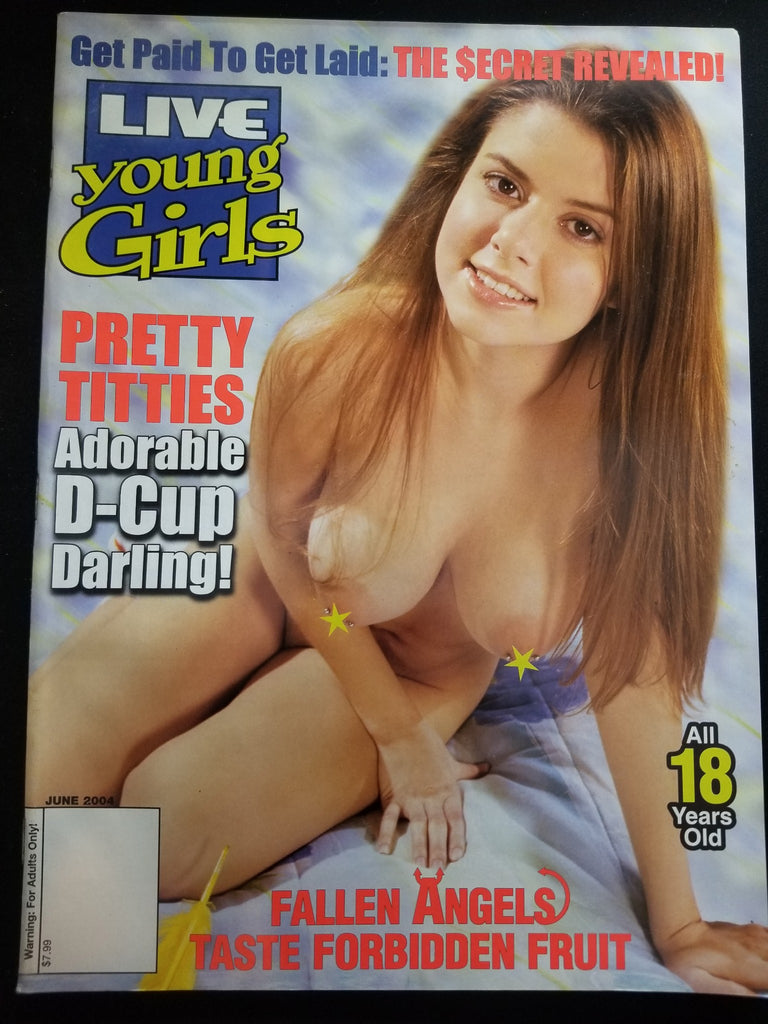 Get Paid To Get Laid: THE $ECRET REVEALED!
LIVE
young
Girls
PRETTY
TITTIES
Adorable
D-Cup
Darling!
All
18
Years
Old
JUNE 2004
Warning: For Adults Only!
$7.99
FALLEN ANGELS
TASTE FORBIDDEN FRUIT